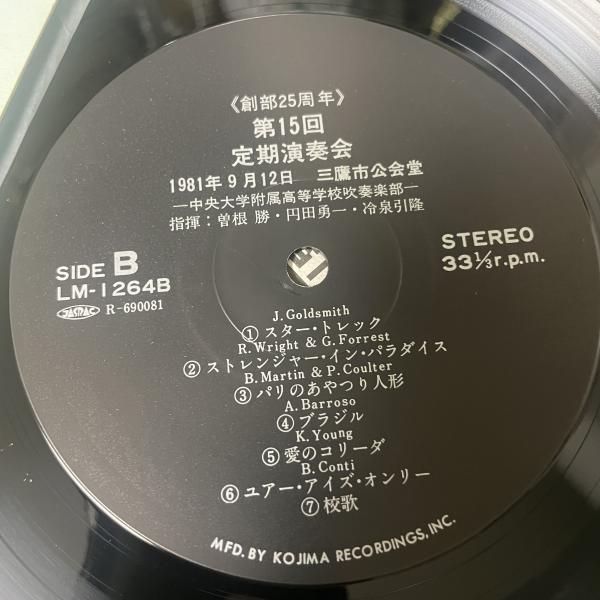 《創部25周年》
第15回
定期演奏会
1981年9月12日 三鷹市公会堂
―中央大学附属高等学校吹奏楽部―
指揮:曽根 勝・円田勇一・冷泉引隆
SIDE B
LM-1264B
JASRAC R-690081
STEREO
33⅓r.p.m.
J. Goldsmith
①スター・トレック
R. Wright & G. Forrest
②ストレンジャー・イン・パラダイス
B. Martin & P. Coulter
③パリのあやつり人形
A. Barroso
④ブラジル
K. Young
⑤愛のコリーダ
B. Conti
⑥ユアー・アイズ・オンリー
⑦校歌
MFD. BY KOJIMA RECORDINGS, INC.